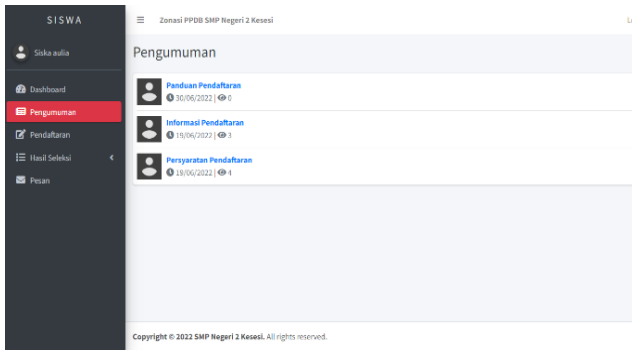 SISWA
Zonasi PPDB SMP Negeri 2 Kesesi
Siska aulia
Pengumuman
Dashboard
Pengumuman
Pendaftaran
Hasil Seleksi
Pesan
Panduan Pendaftaran
30/06/2022 | 0
Informasi Pendaftaran
19/06/2022 | 3
Persyaratan Pendaftaran
19/06/2022 | 4
Copyright © 2022 SMP Negeri 2 Kesesi. All rights reserved.